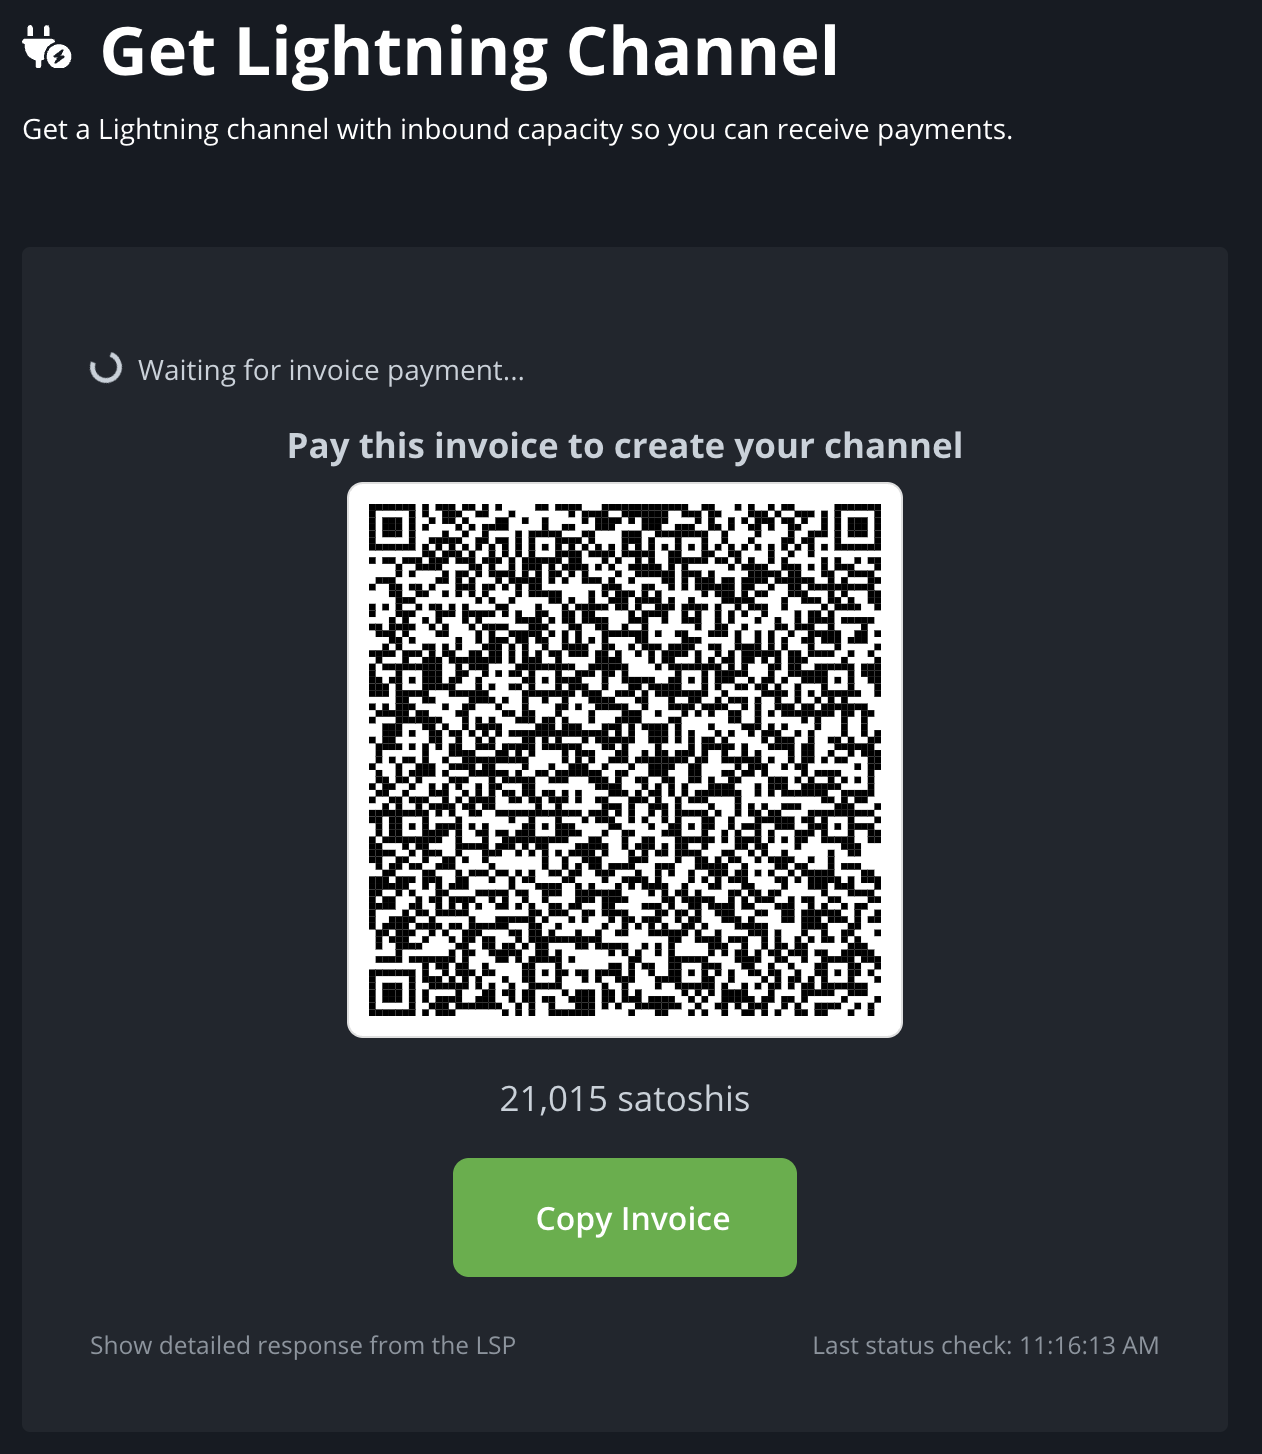 Get Lightning Channel
Get a Lightning channel with inbound capacity so you can receive payments.
Waiting for invoice payment...
Pay this invoice to create your channel
21,015 satoshis
Copy Invoice
Show detailed response from the LSP
Last status check: 11:16:13 AM